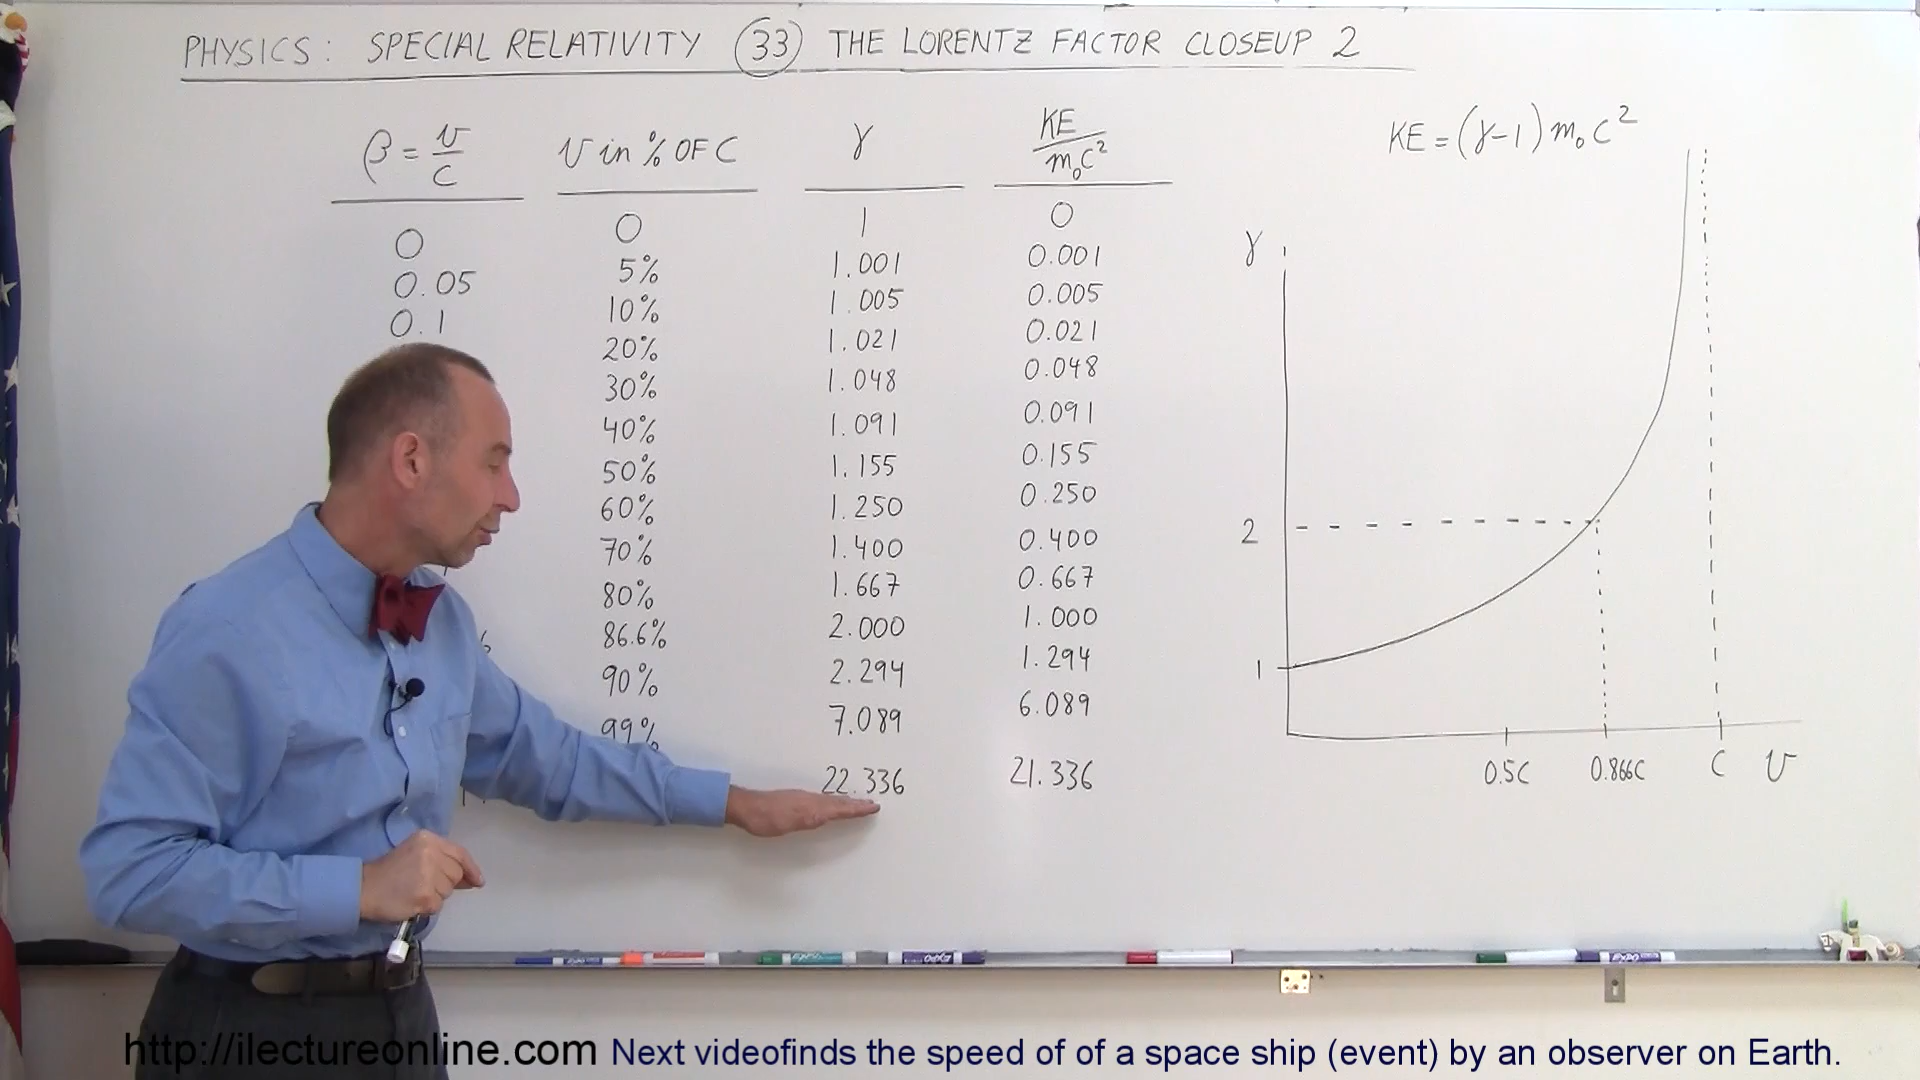 PHYSICS: SPECIAL RELATIVITY 33 THE LORENTZ FACTOR CLOSEUP 2
β = v/c v in % OF C γ KE/m₀c²
0 0 1 0
0.05 5% 1.001 0.001
0.1 10% 1.005 0.005
20% 1.021 0.021
30% 1.048 0.048
40% 1.091 0.091
50% 1.155 0.155
60% 1.250 0.250
70% 1.400 0.400
80% 1.667 0.667
86.6% 2.000 1.000
90% 2.294 1.294
99% 7.089 6.089
22.336 21.336
KE = (γ-1) m₀c²
γ
2
1
0.5C 0.866C C v
EXPO
http://ilectureonline.com Next videofinds the speed of of a space ship (event) by an observer on Earth.